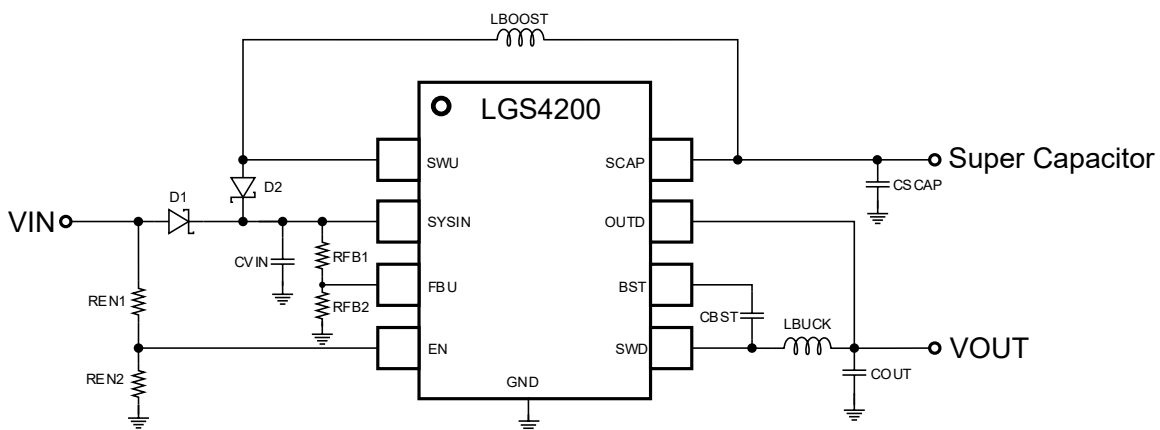 LBOOST
LGS4200
SWU
SCAP
Super Capacitor
D2
CSCAP
D1
VIN
SYSIN
OUTD
CVIN
RFB1
FBU
BST
REN1
RFB2
CBST
LBUCK
EN
SWD
VOUT
REN2
GND
COUT